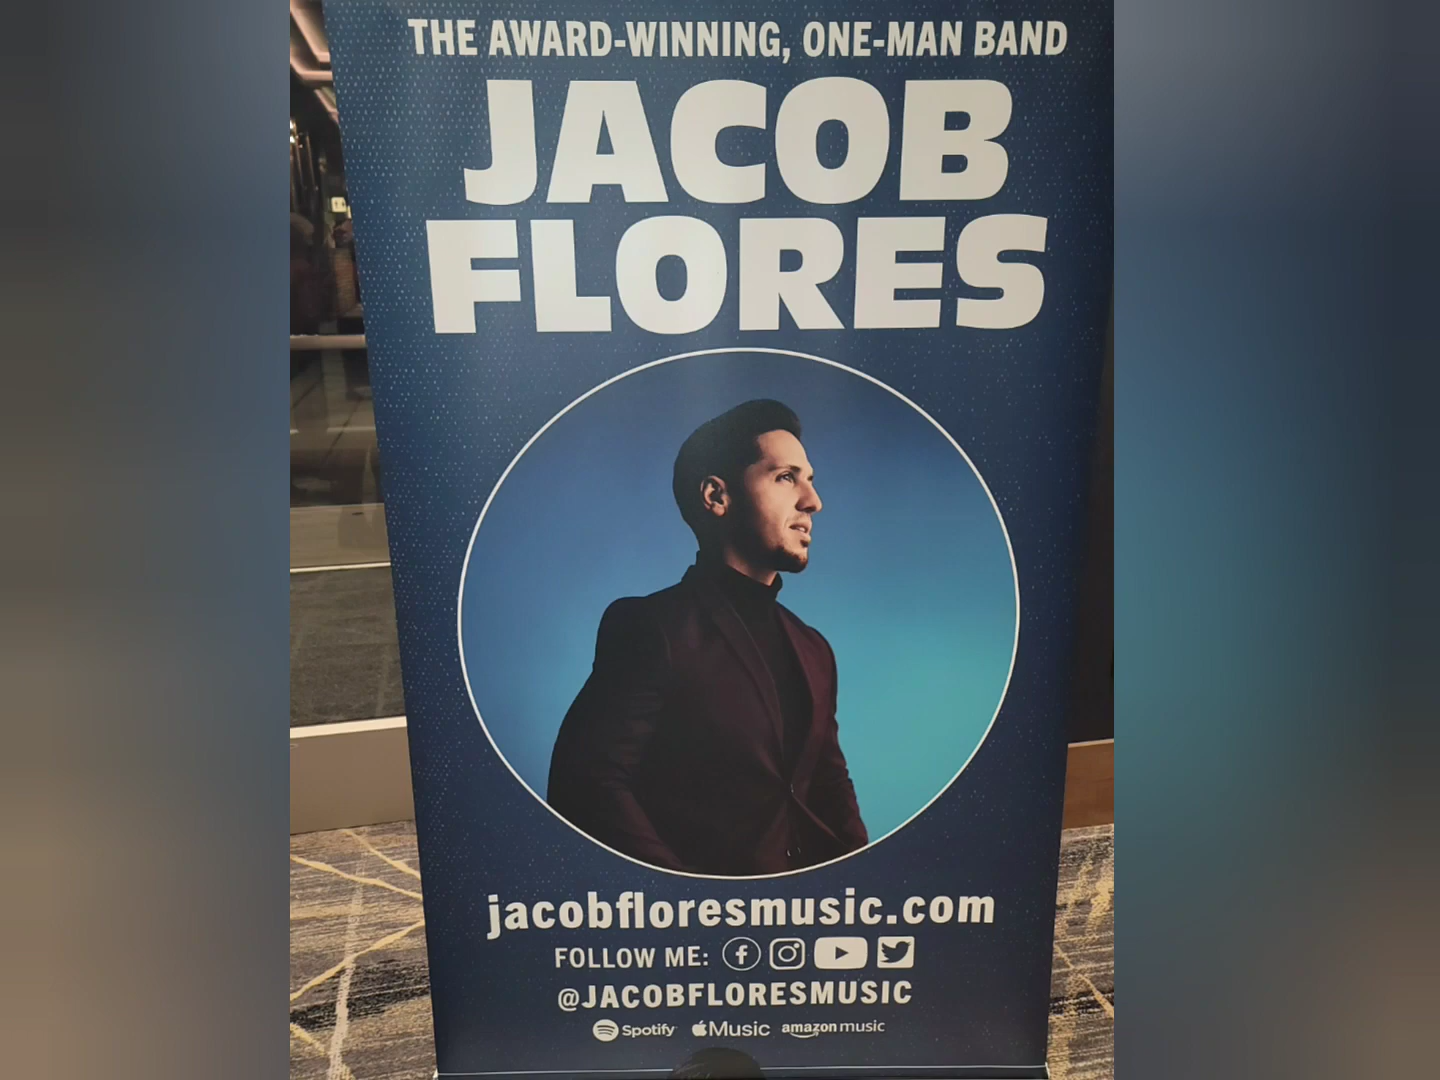 THE AWARD-WINNING, ONE-MAN BAND
JACOB
FLORES
jacobfloresmusic.com
FOLLOW ME:
@JACOBFLORESMUSIC
Spotify Music amazon music